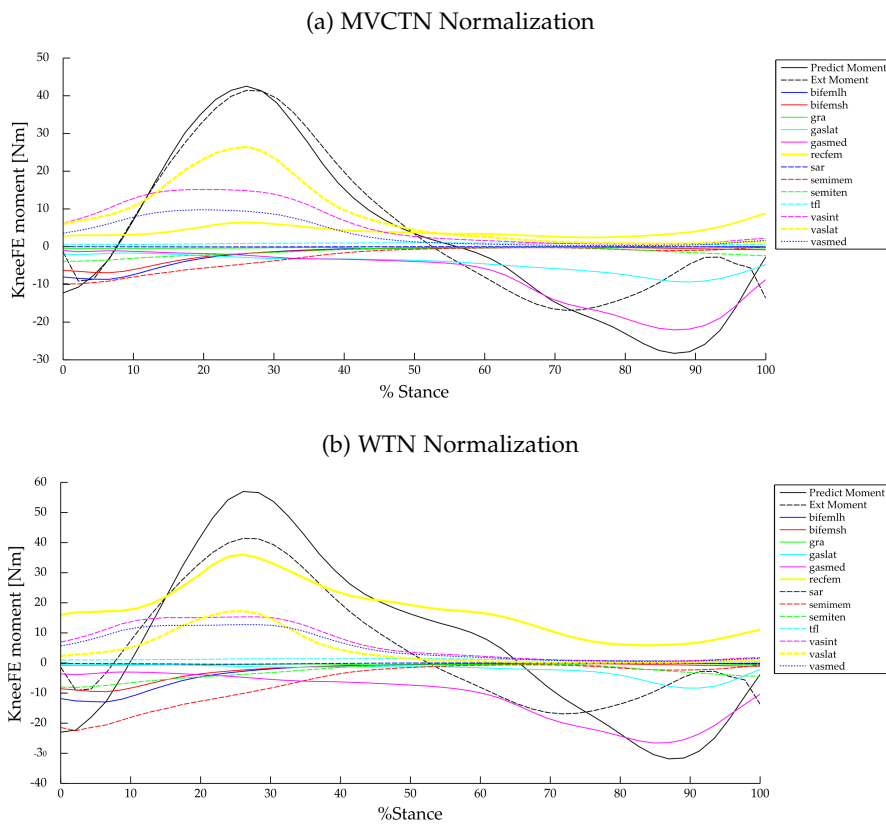 (a) MVCTN Normalization
50
40
30
20
10
0
-10
-20
-30
KneeFE moment [Nm]
0 10 20 30 40 50 60 70 80 90 100
% Stance
Predict Moment
Ext Moment
bifemlh
bifemsh
gra
gaslat
gasmed
recfem
sar
semimem
semiten
tfl
vasint
vaslat
vasmed
(b) WTN Normalization
60
50
40
30
20
10
0
-10
-20
-30
-40
KneeFE moment [Nm]
0 10 20 30 40 50 60 70 80 90 100
%Stance
Predict Moment
Ext Moment
bifemlh
bifemsh
gra
gaslat
gasmed
recfem
sar
semimem
semiten
tfl
vasint
vaslat
vasmed